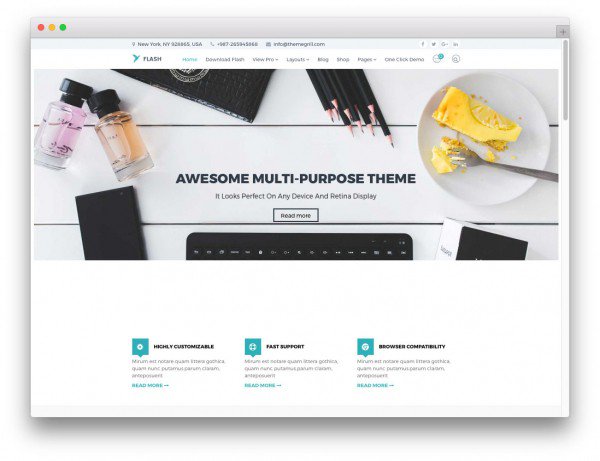 New York, NY 928865, USA +987-265945868 info@themegrill.com
FLASH Home Download Flash View Pro Layouts Blog Shop Pages One Click Demo
AWESOME MULTI-PURPOSE THEME
It Looks Perfect On Any Device And Retina Display
Read more
HIGHLY CUSTOMIZABLE
Mirum est notare quam littera gothica,
quam nunc putamus parum claram,
anteposuerit
READ MORE
FAST SUPPORT
Mirum est notare quam littera gothica,
quam nunc putamus parum claram,
anteposuerit
READ MORE
BROWSER COMPATIBILITY
Mirum est notare quam littera gothica,
quam nunc putamus parum claram,
anteposuerit
READ MORE